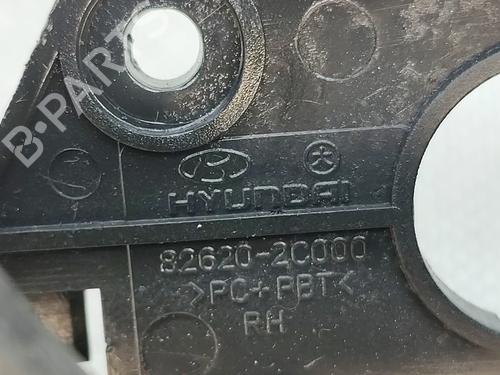 B-PARTS
HYUNDAI
82620-2C000
>PC+PBT<
RH